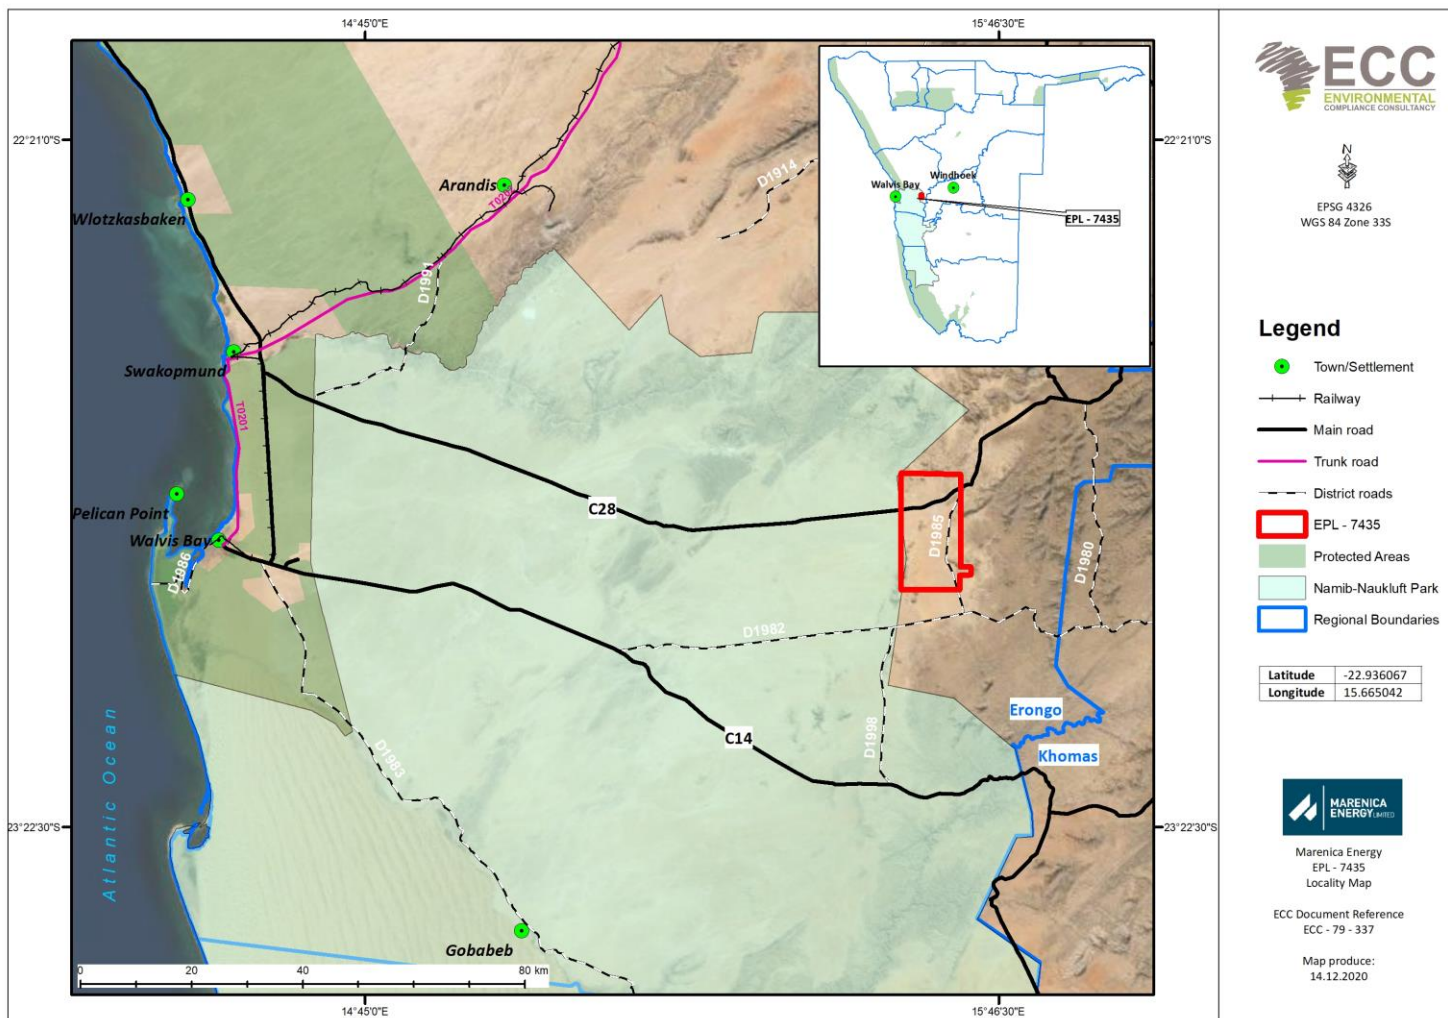 14°45'0"E
15°46'30"E
22°21'0"S
22°21'0"S
Wlotzkasbaken
Arandis
D1914
D1991
Swakopmund
T0201
Pelican Point
Walvis Bay
D1986
C28
D1985
D1980
D1982
C14
D1998
D1983
Erongo
Khomas
Gobabeb
Atlantic Ocean
0 20 40 80 km
23°22'30"S
23°22'30"S
14°45'0"E
15°46'30"E
Walvis Bay
Windhoek
EPL - 7435
ECC
ENVIRONMENTAL
COMPLIANCE CONSULTANCY
N
EPSG 4326
WGS 84 Zone 33S
Legend
Town/Settlement
Railway
Main road
Trunk road
District roads
EPL - 7435
Protected Areas
Namib-Naukluft Park
Regional Boundaries
Latitude -22.936067
Longitude 15.665042
MARENICA
ENERGY LIMITED
Marenica Energy
EPL - 7435
Locality Map
ECC Document Reference
ECC - 79 - 337
Map produce:
14.12.2020